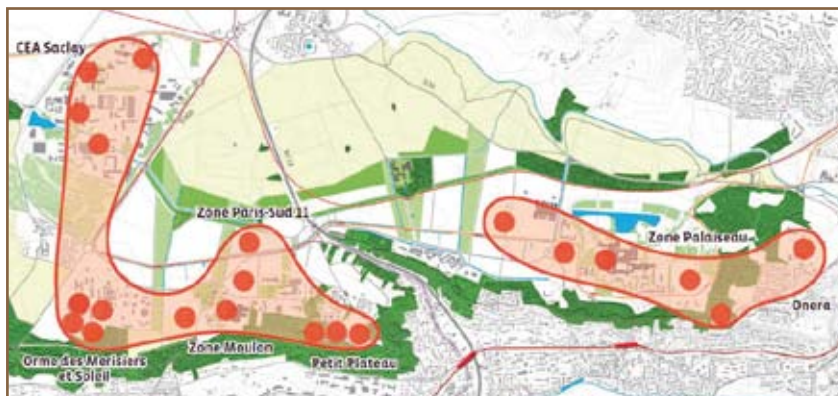 CEA Saclay
Zone Paris-Sud 11
Zone Palaiseau
Onera
Orme des Merisiers
et Soleil
Zone Moulon
Petit Plateau